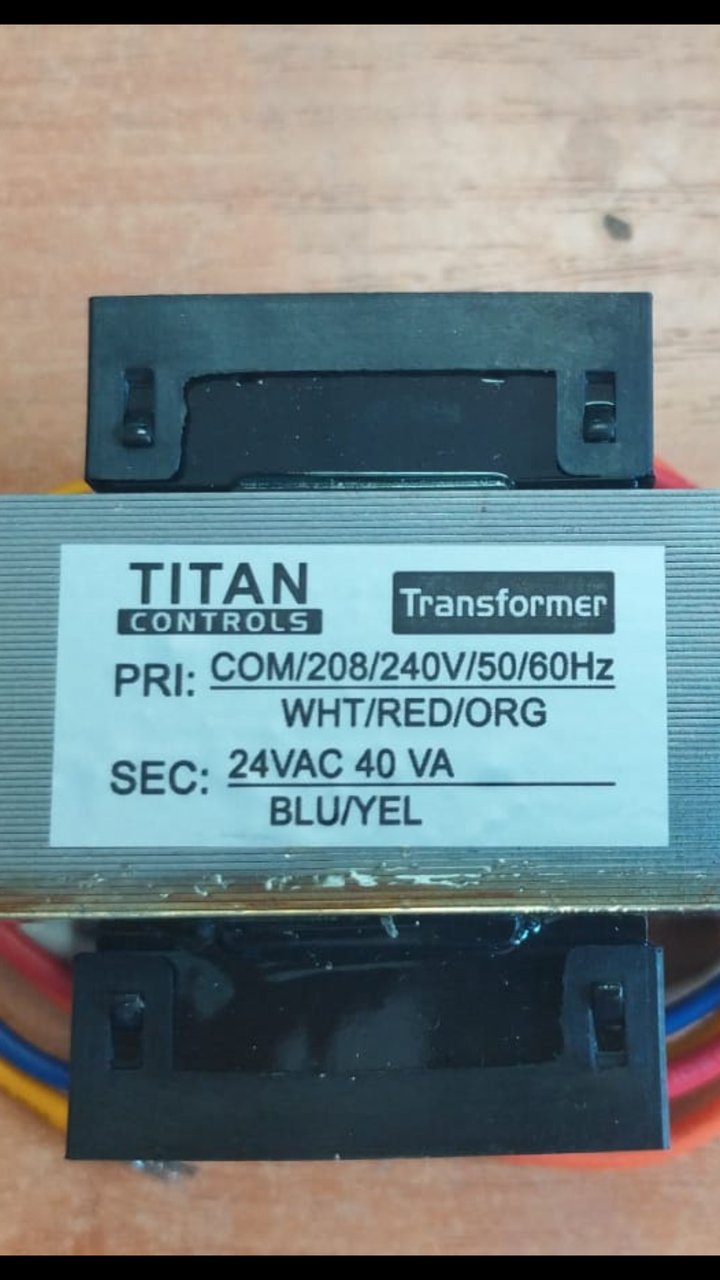 TITAN
CONTROLS
Transformer
PRI: COM/208/240V/50/60Hz
WHT/RED/ORG
SEC: 24VAC 40 VA
BLU/YEL